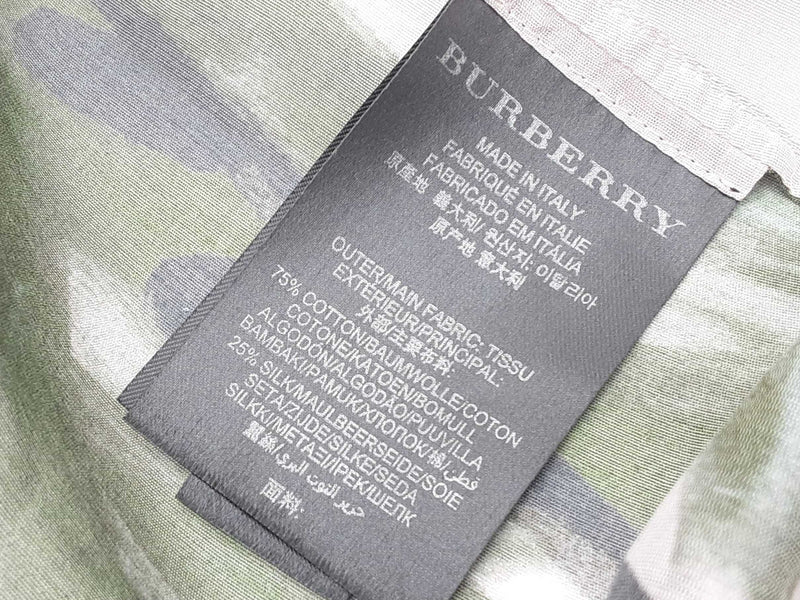 BURBERRY
MADE IN ITALY
FABRIQUÉ EN ITALIE
FABRICADO EM ITÁLIA
原産地 義大利/ 원산지: 이탈리아
原产地 意大利
OUTER/MAIN FABRIC: TISSU
EXTÉRIEUR/PRINCIPAL:
外部/主要布料:
75% COTTON/BAUMWOLLE/COTON
COTONE/KATOEN/BOMULL
ALGODÓN/ALGODÃO/PUUVILLA
BAMBAKI/PAMUK/ХЛОПОК/棉/قطن
25% SILK/MAULBEERSEIDE/SOIE
SETA/ZIJDE/SILKE/SEDA
SILKKI/ΜΕΤΑΞΙ/IPEK/ШЕЛК
蠶絲/حرير التوت البري
面料: